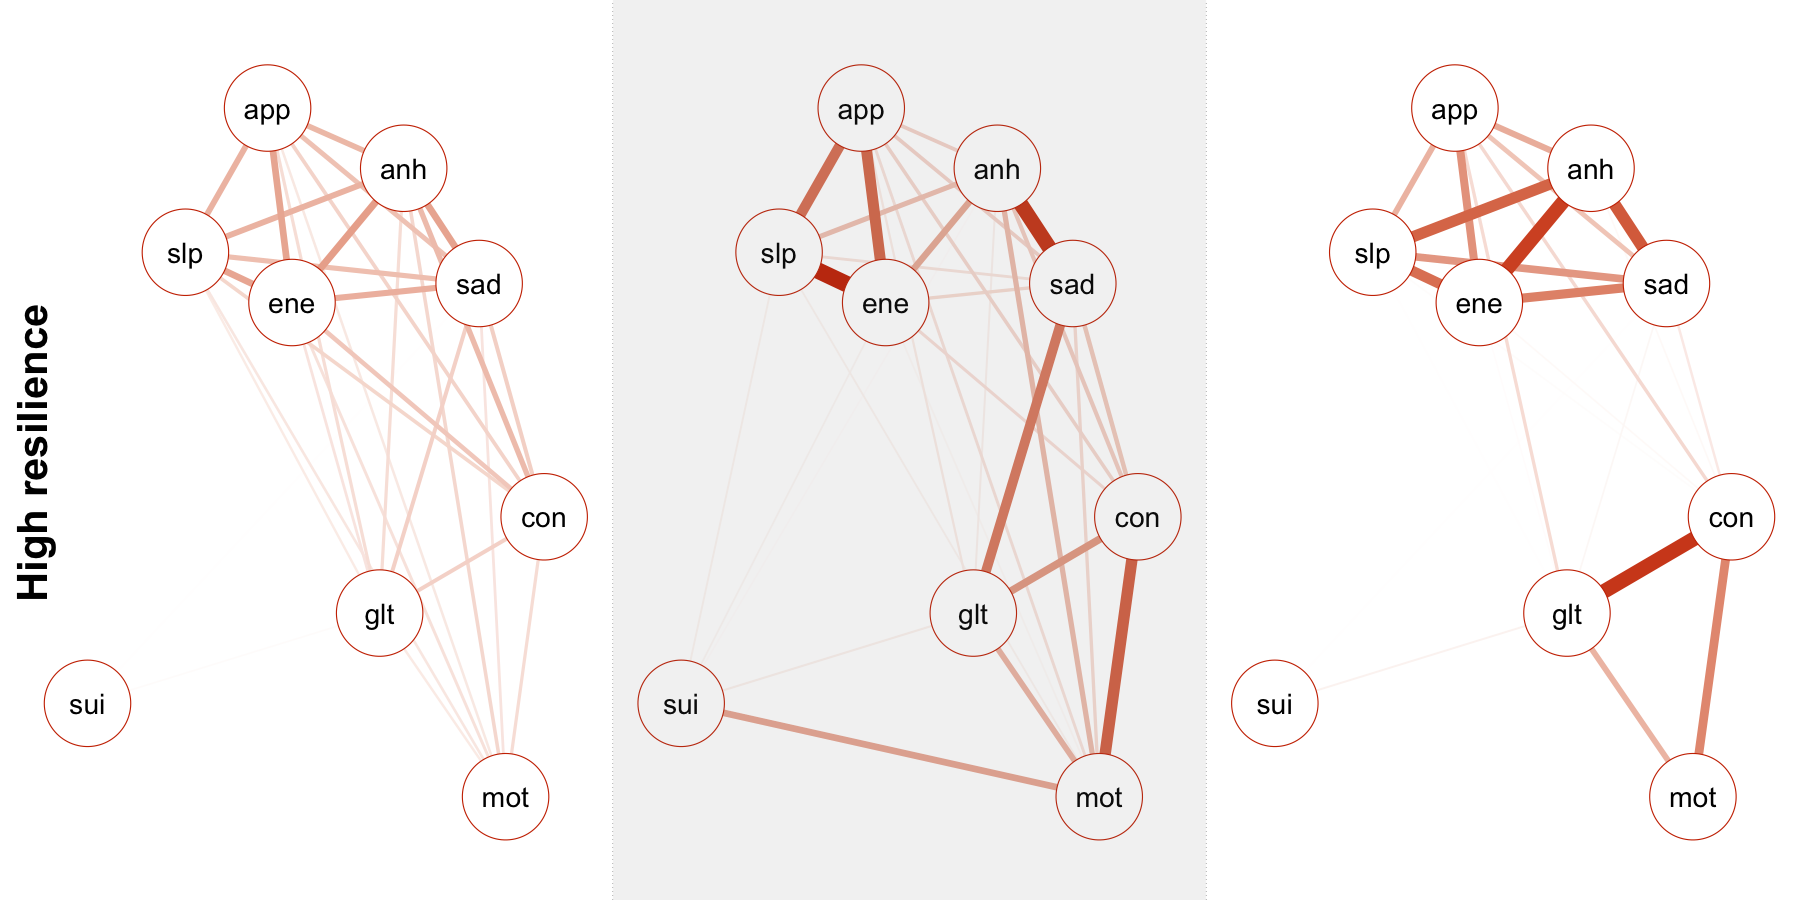 High resilience
app
anh
slp
ene
sad
con
glt
sui
mot
app
anh
slp
ene
sad
con
glt
sui
mot
app
anh
slp
ene
sad
con
glt
sui
mot